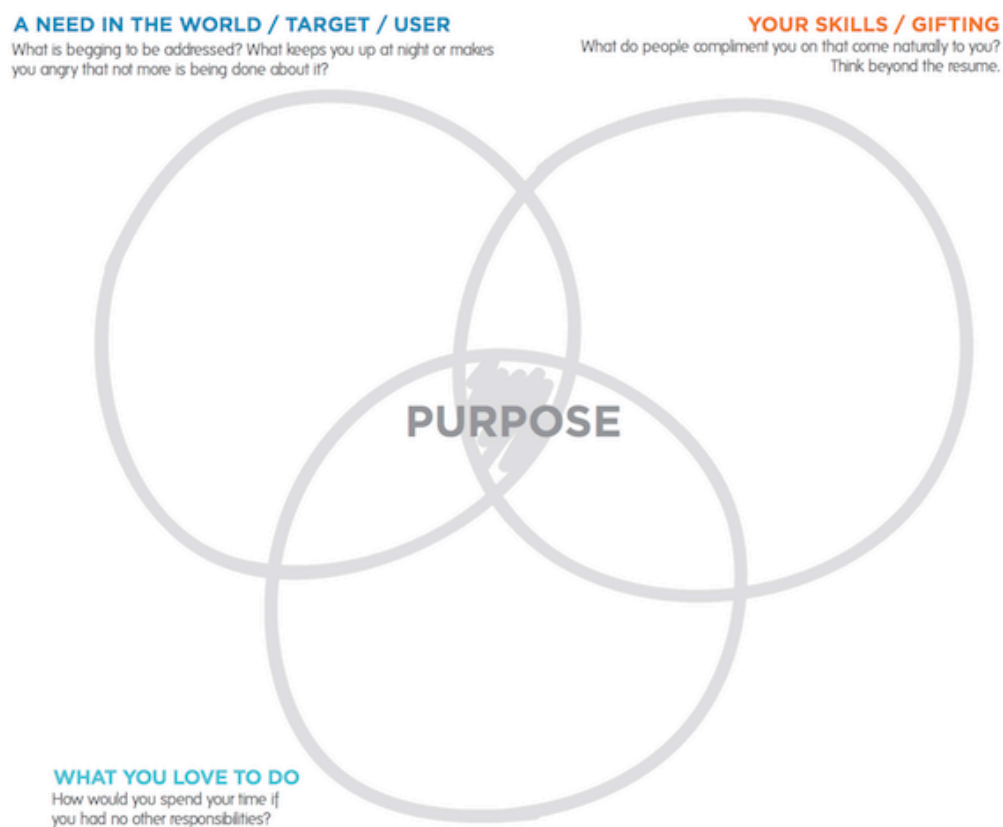 A NEED IN THE WORLD / TARGET / USER
What is begging to be addressed? What keeps you up at night or makes
you angry that not more is being done about it?
YOUR SKILLS / GIFTING
What do people compliment you on that come naturally to you?
Think beyond the resume.
PURPOSE
WHAT YOU LOVE TO DO
How would you spend your time if
you had no other responsibilities?